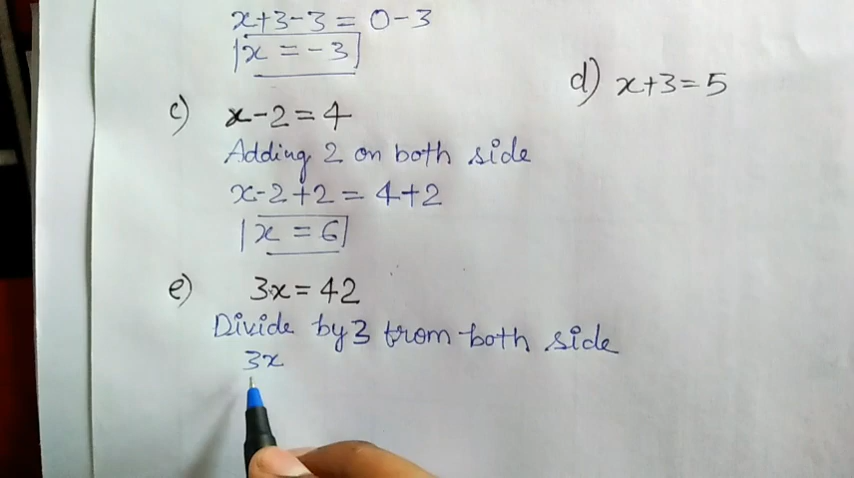 x+3-3 = 0-3
x = -3
d) x+3=5
c) x-2=4
Adding 2 on both side
x-2+2 = 4+2
x = 6
e) 3x = 42
Divide by 3 from both side
3x